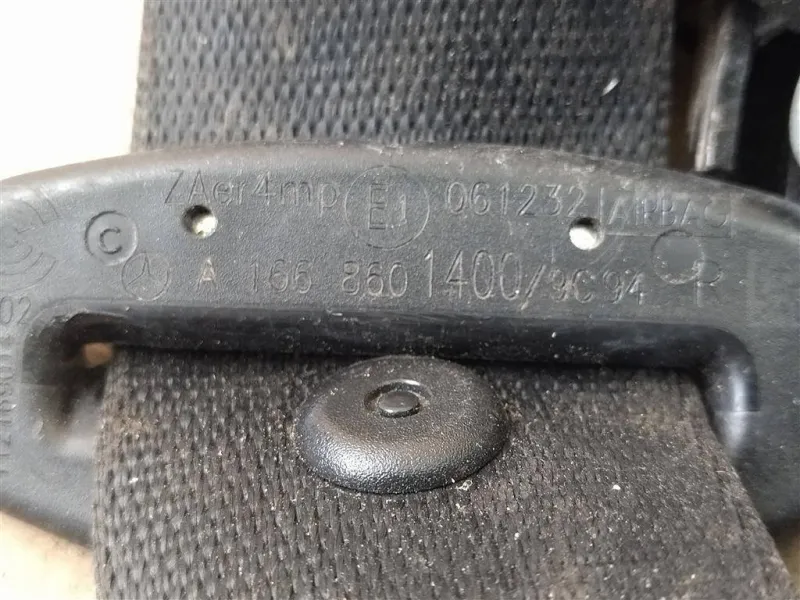 ZAer4mp E1 061232 AIRBAG
C
A 166 860 1400/9C94 R